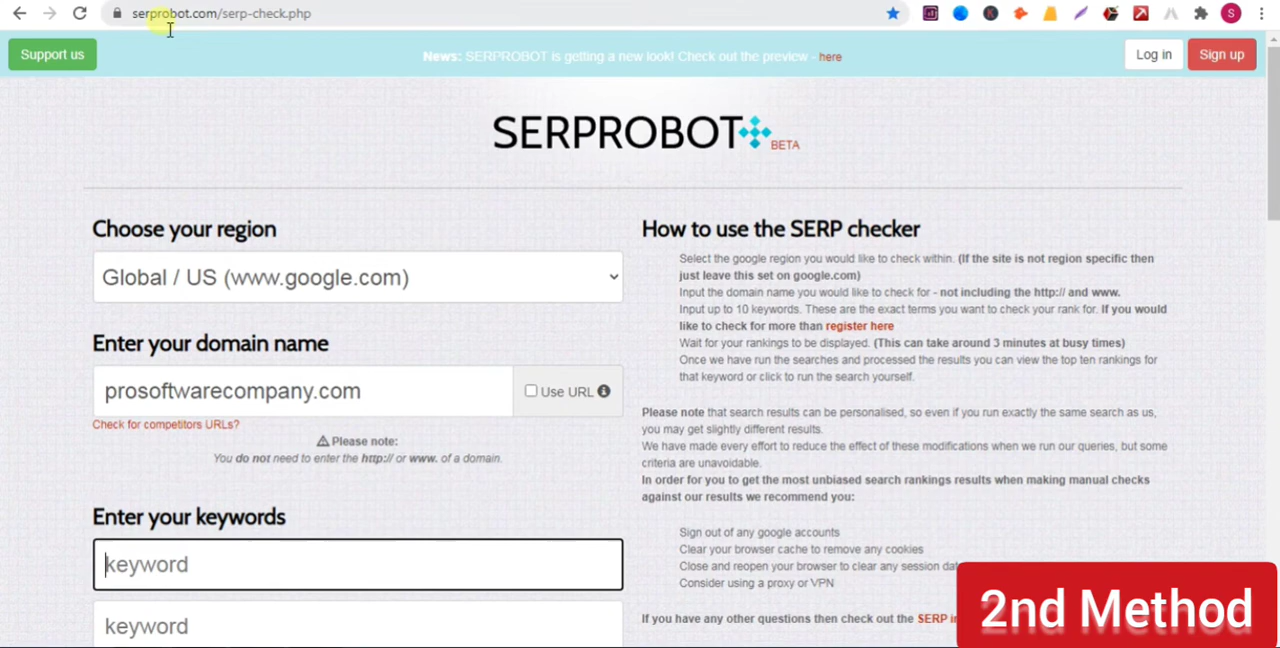 serprobot.com/serp-check.php
S
Support us
News: SERPROBOT is getting a new look! Check out the preview - here
Log in
Sign up
SERPROBOT
BETA
Choose your region
Global / US (www.google.com)
Enter your domain name
prosoftwarecompany.com
Use URL
Check for competitors URLs?
Please note:
You do not need to enter the http:// or www. of a domain.
Enter your keywords
keyword
keyword
How to use the SERP checker
Select the google region you would like to check within. (If the site is not region specific then
just leave this set on google.com)
Input the domain name you would like to check for - not including the http:// and www.
Input up to 10 keywords. These are the exact terms you want to check your rank for. If you would
like to check for more than register here
Wait for your rankings to be displayed. (This can take around 3 minutes at busy times)
Once we have run the searches and processed the results you can view the top ten rankings for
that keyword or click to run the search yourself.
Please note that search results can be personalised, so even if you run exactly the same search as us,
you may get slightly different results.
We have made every effort to reduce the effect of these modifications when we run our queries, but some
criteria are unavoidable.
In order for you to get the most unbiased search rankings results when making manual checks
against our results we recommend you:
Sign out of any google accounts
Clear your browser cache to remove any cookies
Close and reopen your browser to clear any session
Consider using a proxy or VPN
If you have any other questions then check out the SERP
2nd Method